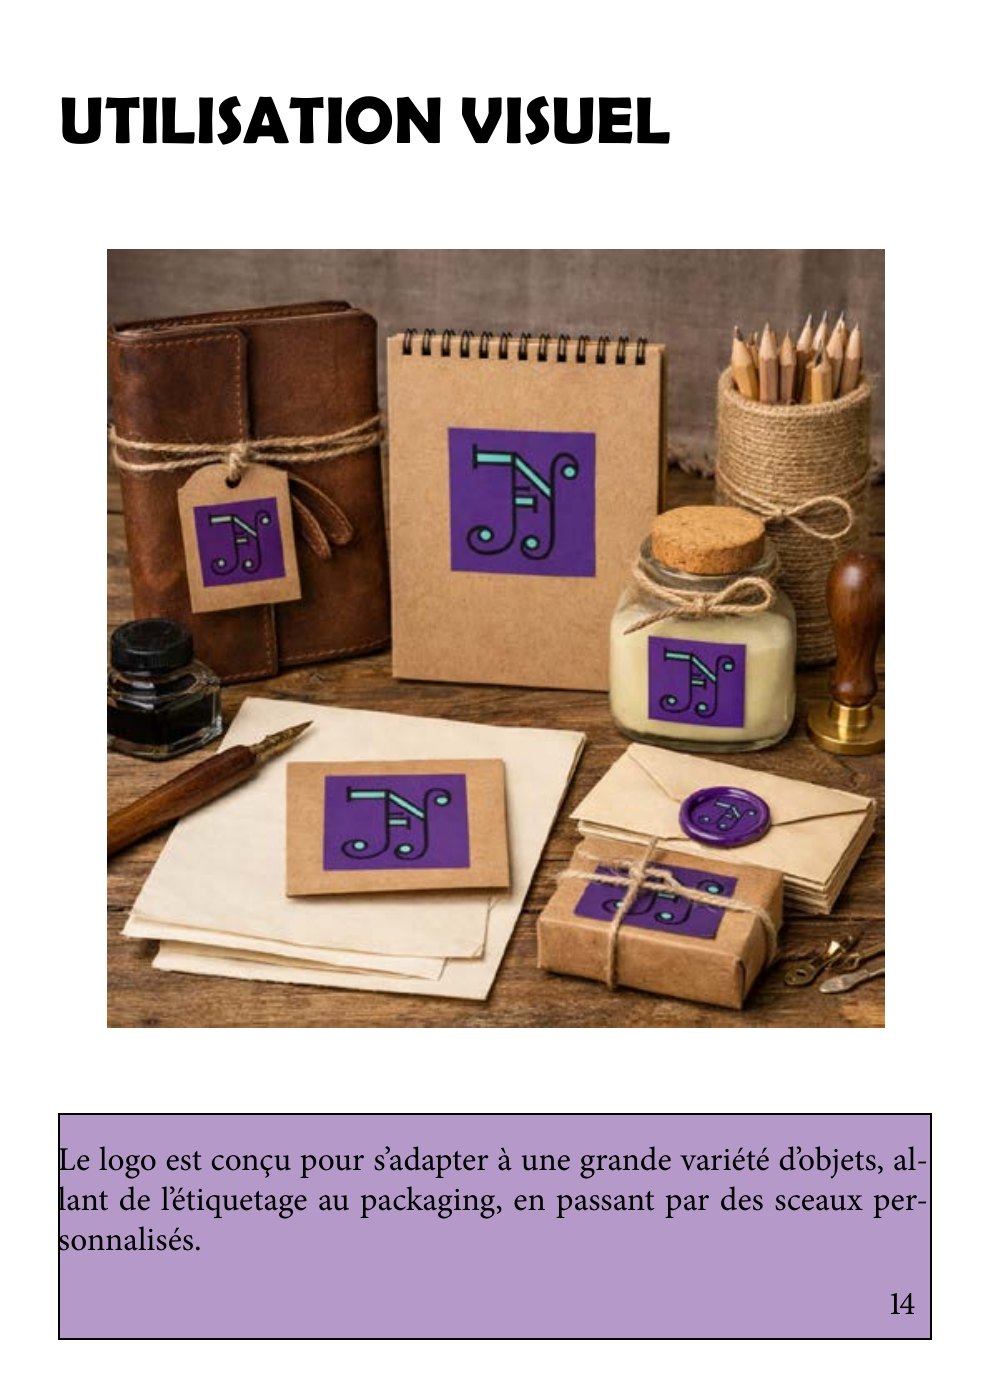 UTILISATION VISUEL
Le logo est conçu pour s’adapter à une grande variété d’objets, al-
lant de l’étiquetage au packaging, en passant par des sceaux per-
sonnalisés.
14